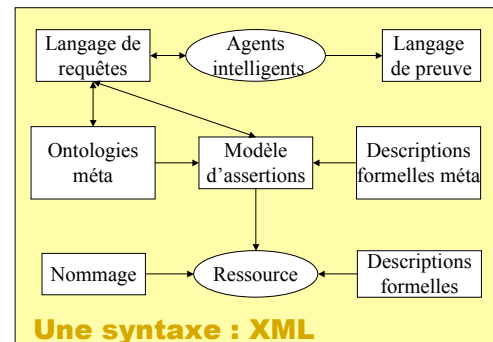 Langage de
requêtes
Agents
intelligents
Langage
de preuve
Ontologies
méta
Modèle
d'assertions
Descriptions
formelles méta
Nommage
Ressource
Descriptions
formelles
Une syntaxe : XML